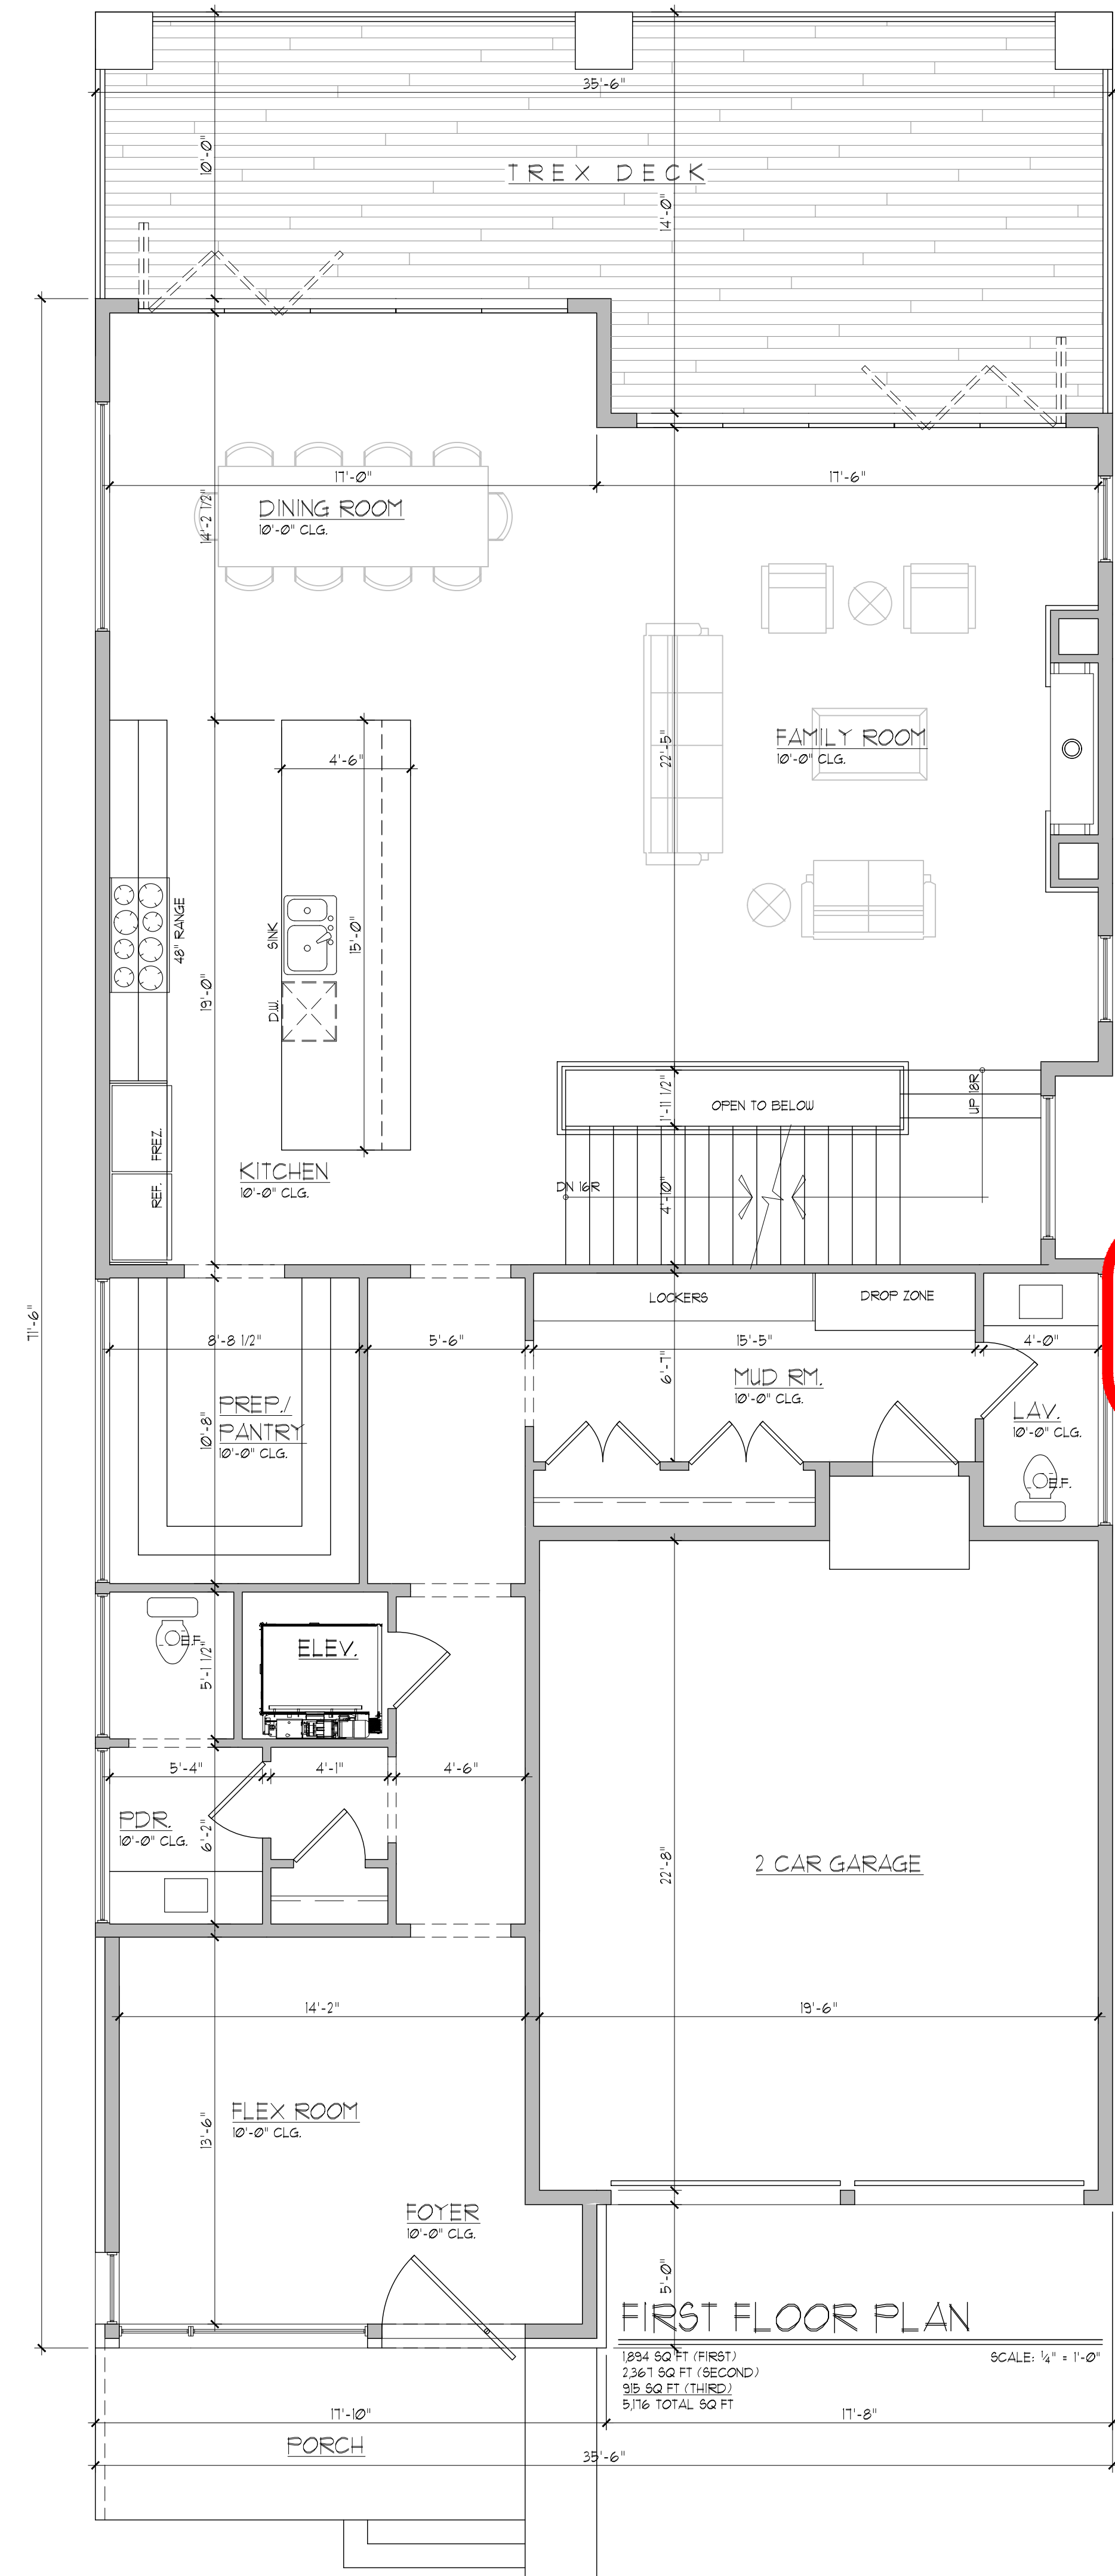 35'-6"
10'-0"
TREX DECK
14'-0"
17'-0"
17'-6"
DINING ROOM
10'-0" CLG.
14'-2 1/2"
4'-6"
22'-5"
FAMILY ROOM
10'-0" CLG.
48" RANGE
SINK
15'-0"
19'-0"
D.W.
UP 18R
1'-11 1/2"
OPEN TO BELOW
FREZ.
KITCHEN
10'-0" CLG.
REF.
DN 16R
4'-10"
LOCKERS
DROP ZONE
71'-6"
8'-8 1/2"
5'-6"
15'-5"
4'-0"
6'-7"
MUD RM.
10'-0" CLG.
PREP./
PANTRY
10'-0" CLG.
10'-8"
LAV.
10'-0" CLG.
E.F.
E.F.
ELEV.
5'-1 1/2"
5'-4"
4'-1"
4'-6"
PDR.
10'-0" CLG.
6'-2"
2 CAR GARAGE
22'-8"
14'-2"
19'-6"
FLEX ROOM
10'-0" CLG.
13'-6"
FOYER
10'-0" CLG.
5'-0"
FIRST FLOOR PLAN
1,894 SQ FT (FIRST)
SCALE: 1/4" = 1'-0"
2,367 SQ FT (SECOND)
915 SQ FT (THIRD)
5,176 TOTAL SQ FT
17'-10"
17'-8"
PORCH
35'-6"